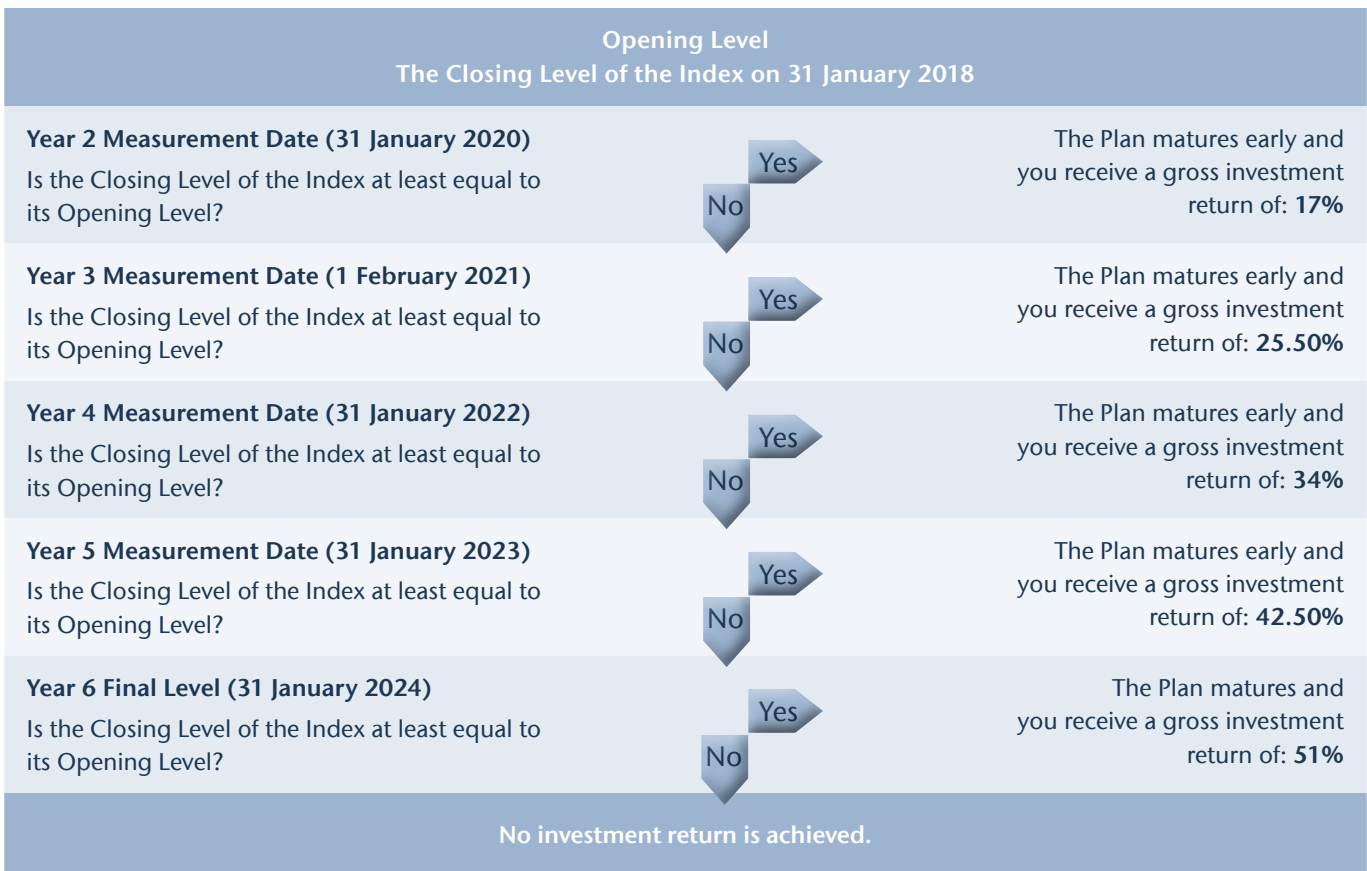 Opening Level
The Closing Level of the Index on 31 January 2018
Year 2 Measurement Date (31 January 2020)
Is the Closing Level of the Index at least equal to
its Opening Level?
Yes
No
The Plan matures early and
you receive a gross investment
return of: 17%
Year 3 Measurement Date (1 February 2021)
Is the Closing Level of the Index at least equal to
its Opening Level?
Yes
No
The Plan matures early and
you receive a gross investment
return of: 25.50%
Year 4 Measurement Date (31 January 2022)
Is the Closing Level of the Index at least equal to
its Opening Level?
Yes
No
The Plan matures early and
you receive a gross investment
return of: 34%
Year 5 Measurement Date (31 January 2023)
Is the Closing Level of the Index at least equal to
its Opening Level?
Yes
No
The Plan matures early and
you receive a gross investment
return of: 42.50%
Year 6 Final Level (31 January 2024)
Is the Closing Level of the Index at least equal to
its Opening Level?
Yes
No
The Plan matures and
you receive a gross investment
return of: 51%
No investment return is achieved.